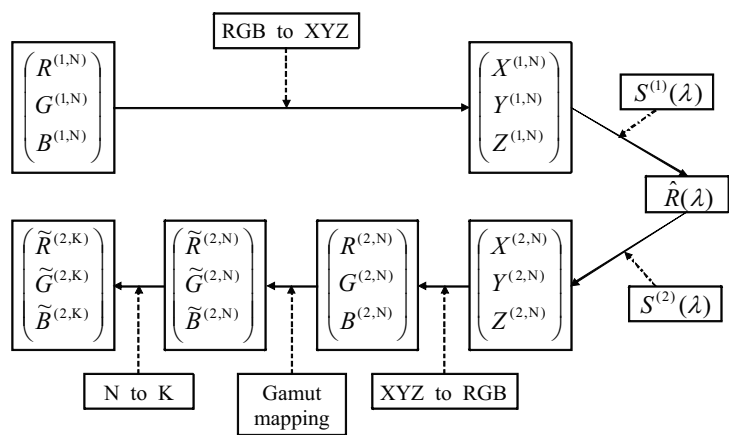 RGB to XYZ
R^(1,N)
G^(1,N)
B^(1,N)
X^(1,N)
Y^(1,N)
Z^(1,N)
S^(1)(λ)
R̂(λ)
R̃^(2,K)
G̃^(2,K)
B̃^(2,K)
R̃^(2,N)
G̃^(2,N)
B̃^(2,N)
R^(2,N)
G^(2,N)
B^(2,N)
X^(2,N)
Y^(2,N)
Z^(2,N)
S^(2)(λ)
N to K
Gamut
mapping
XYZ to RGB